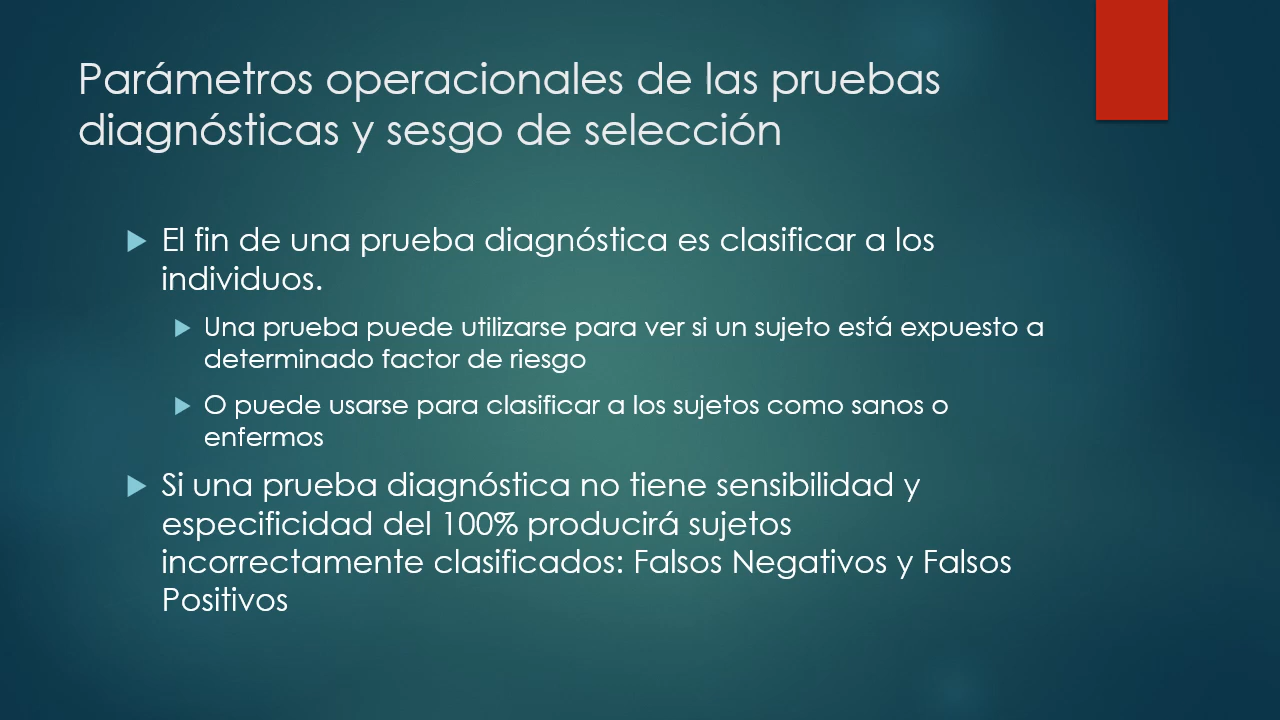 Parámetros operacionales de las pruebas
diagnósticas y sesgo de selección
El fin de una prueba diagnóstica es clasificar a los
individuos.
Una prueba puede utilizarse para ver si un sujeto está expuesto a
determinado factor de riesgo
O puede usarse para clasificar a los sujetos como sanos o
enfermos
Si una prueba diagnóstica no tiene sensibilidad y
especificidad del 100% producirá sujetos
incorrectamente clasificados: Falsos Negativos y Falsos
Positivos